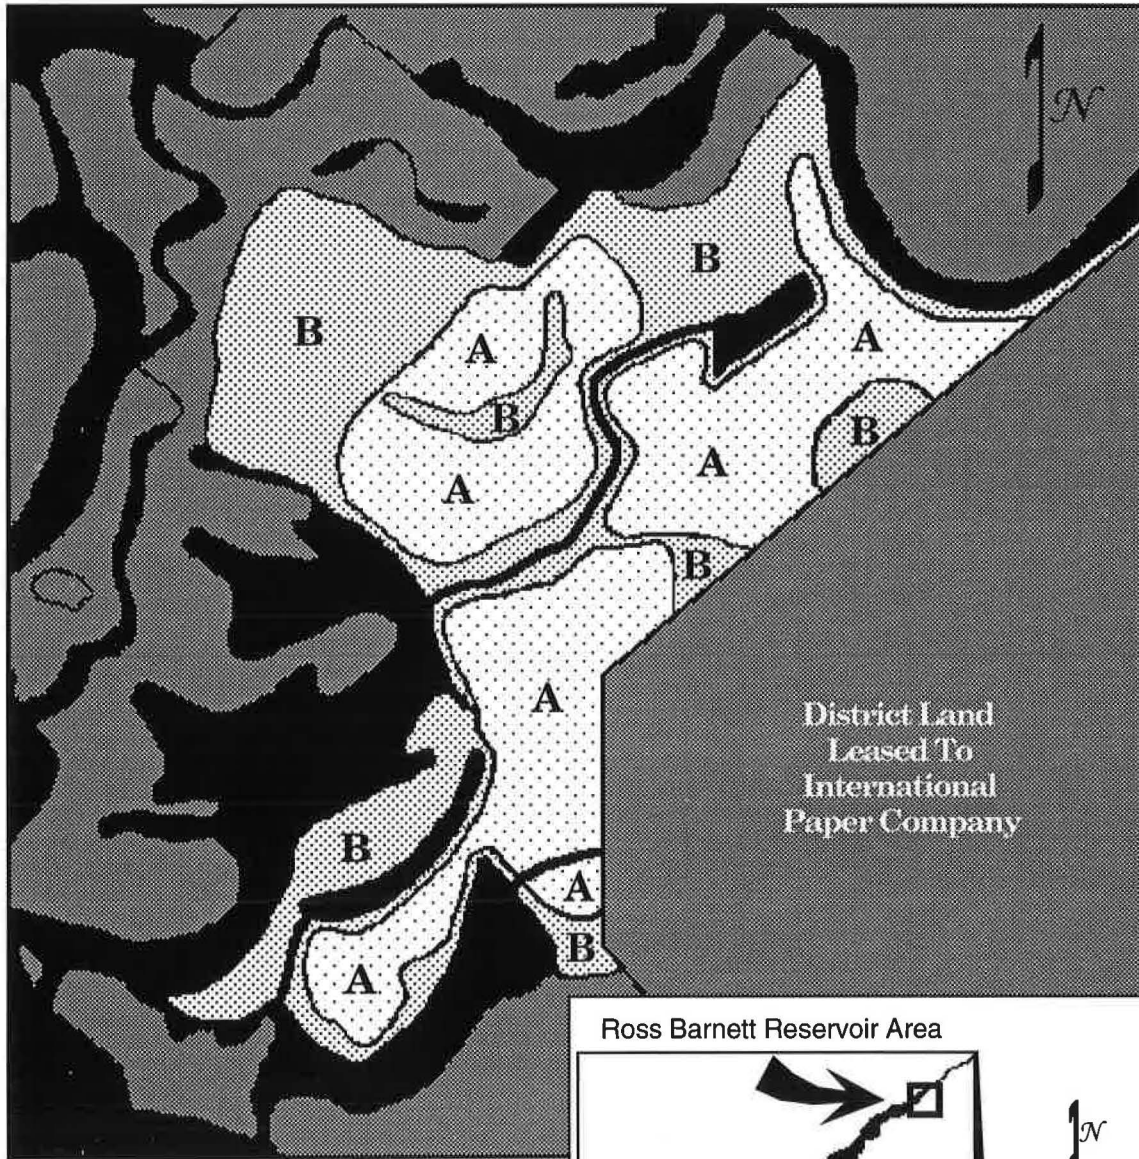 N
B
B
A
A
B
B
A
A
B
A
District Land
Leased To
International
Paper Company
B
A
B
A
Ross Barnett Reservoir Area
N